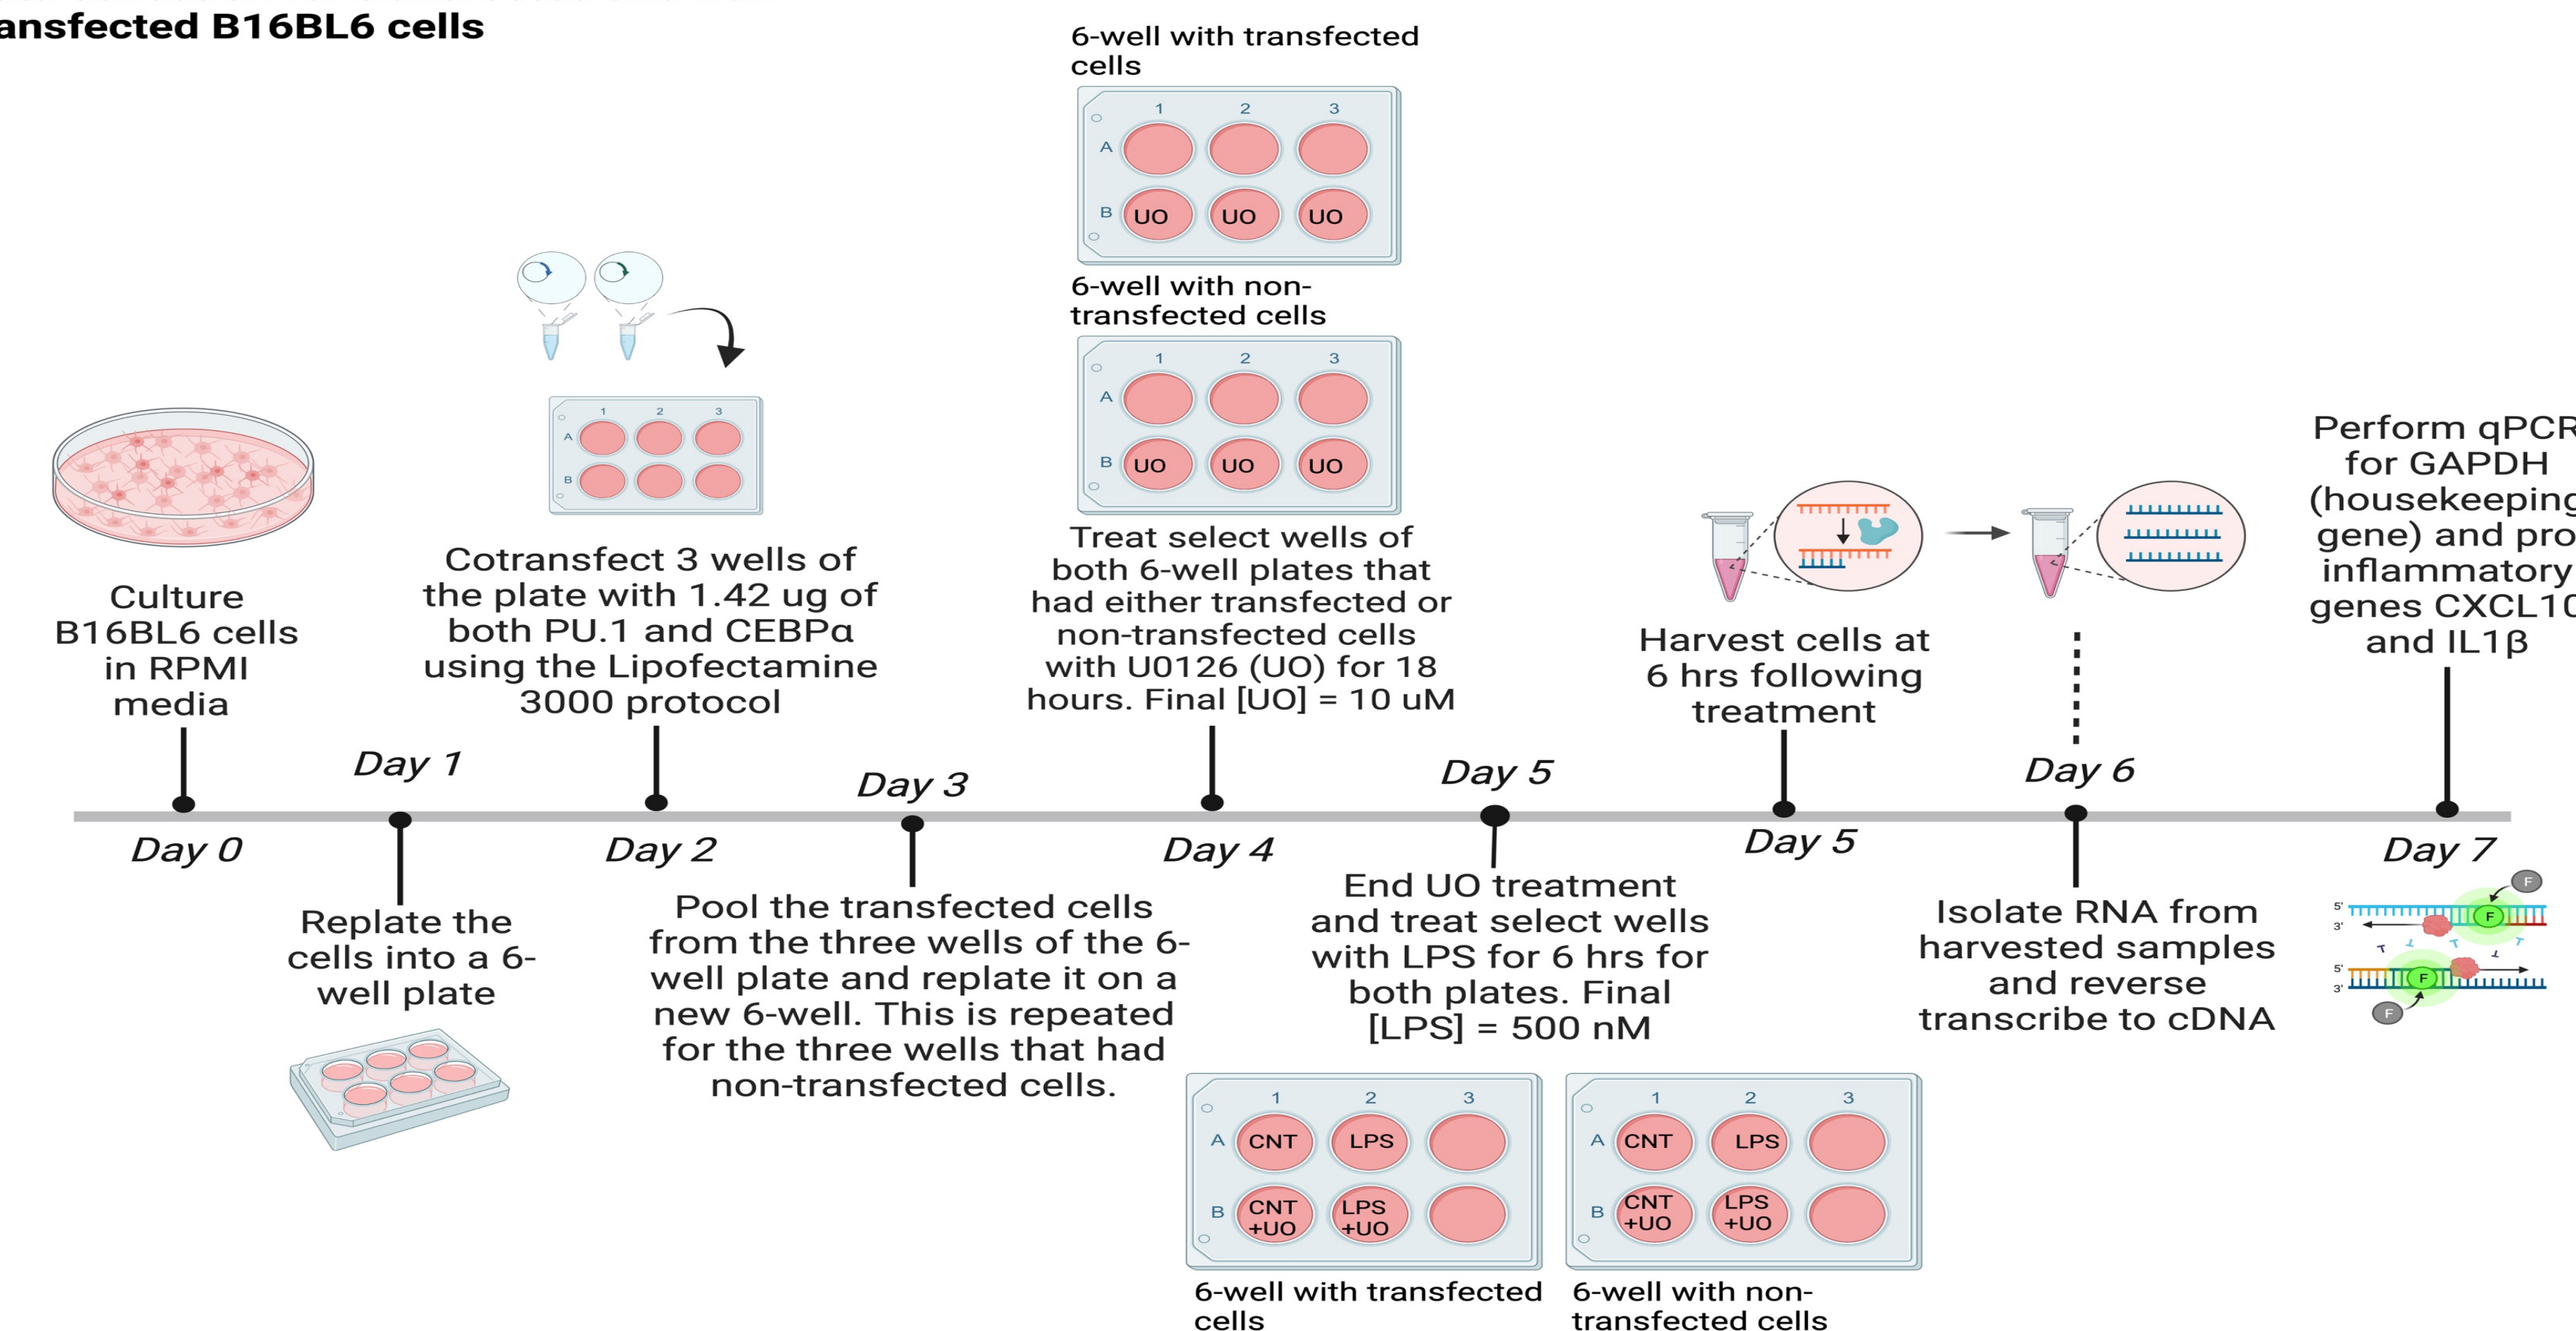 ansfected B16BL6 cells
6-well with transfected
cells
1 2 3
A
B UO UO UO
6-well with non-
transfected cells
1 2 3
A
B UO UO UO
1 2 3
A
B
Culture
B16BL6 cells
in RPMI
media
Cotransfect 3 wells of
the plate with 1.42 ug of
both PU.1 and CEBPα
using the Lipofectamine
3000 protocol
Treat select wells of
both 6-well plates that
had either transfected or
non-transfected cells
with U0126 (UO) for 18
hours. Final [UO] = 10 uM
Harvest cells at
6 hrs following
treatment
Perform qPCR
for GAPDH
(housekeeping
gene) and pro
inflammatory
genes CXCL10
and IL1β
Day 0
Day 1
Day 2
Day 3
Day 4
Day 5
Day 5
Day 6
Day 7
Replate the
cells into a 6-
well plate
Pool the transfected cells
from the three wells of the 6-
well plate and replate it on a
new 6-well. This is repeated
for the three wells that had
non-transfected cells.
End UO treatment
and treat select wells
with LPS for 6 hrs for
both plates. Final
[LPS] = 500 nM
Isolate RNA from
harvested samples
and reverse
transcribe to cDNA
F
5' F
3'
T T T T T
5'
3' F
F
1 2 3
A CNT LPS
B CNT +UO LPS +UO
6-well with transfected
cells
1 2 3
A CNT LPS
B CNT +UO LPS +UO
6-well with non-
transfected cells